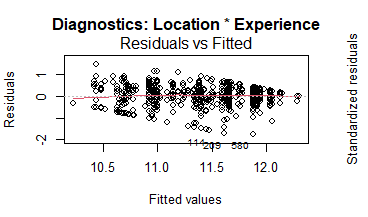 Diagnostics: Location * Experience
Residuals vs Fitted
Residuals
1
0
-2
10.5 11.0 11.5 12.0
Fitted values
Standardized residuals